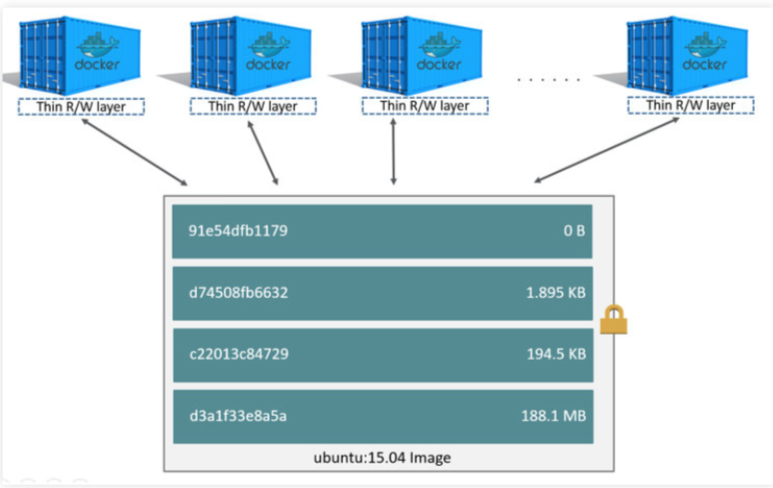 docker docker docker docker
Thin R/W layer Thin R/W layer Thin R/W layer ...... Thin R/W layer
91e54dfb1179 0 B
d74508fb6632 1.895 KB
c22013c84729 194.5 KB
d3a1f33e8a5a 188.1 MB
ubuntu:15.04 Image